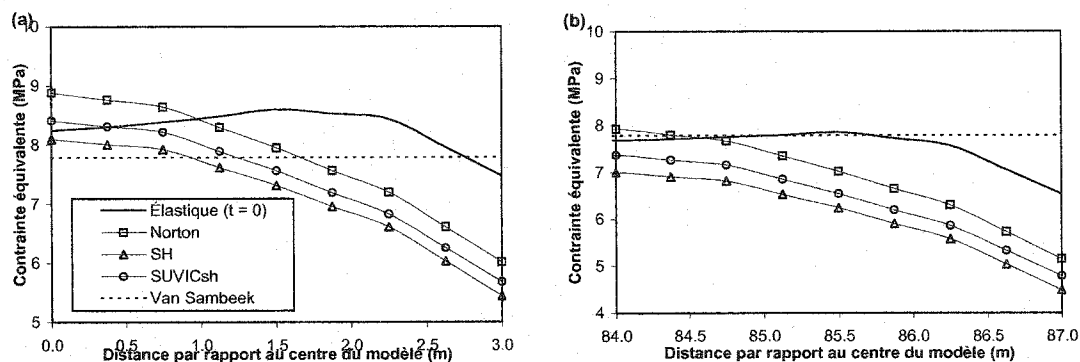 (a)
10
9
8
7
6
5
Contrainte équivalente (MPa)
Élastique (t = 0)
Norton
SH
SUVICsh
Van Sambeek
0.0 0.5 1.0 1.5 2.0 2.5 3.0
Distance par rapport au centre du modèle (m)
(b)
10
9
8
7
6
5
4
Contrainte équivalente (MPa)
84.0 84.5 85.0 85.5 86.0 86.5 87.0
Distance par rapport au centre du modèle (m)